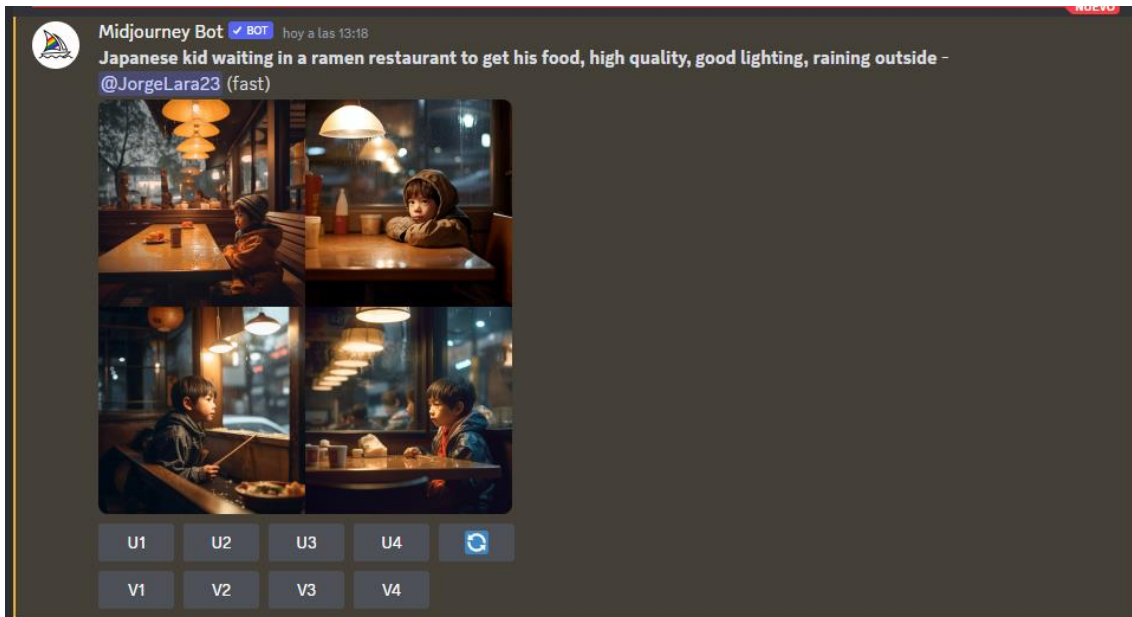 NUEVO
Midjourney Bot ✓ BOT hoy a las 13:18
Japanese kid waiting in a ramen restaurant to get his food, high quality, good lighting, raining outside -
@JorgeLara23 (fast)
U1 U2 U3 U4
V1 V2 V3 V4